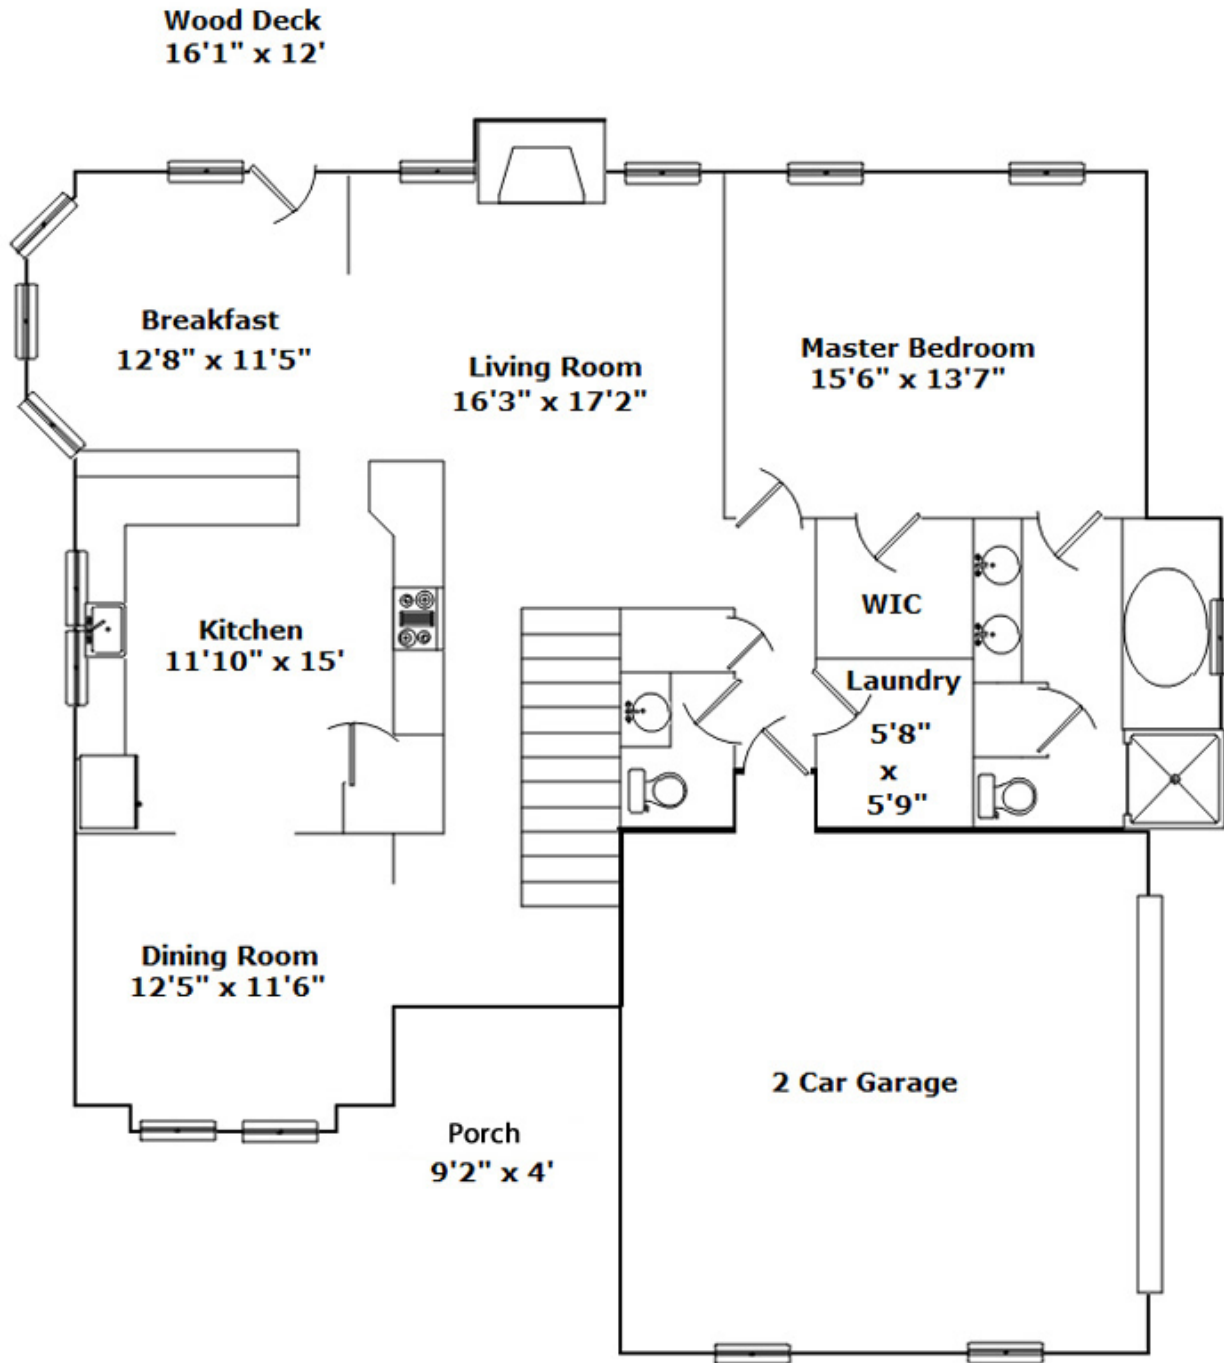 Wood Deck
16'1" x 12'
Breakfast
12'8" x 11'5"
Living Room
16'3" x 17'2"
Master Bedroom
15'6" x 13'7"
Kitchen
11'10" x 15'
WIC
Laundry
5'8"
x
5'9"
Dining Room
12'5" x 11'6"
2 Car Garage
Porch
9'2" x 4'